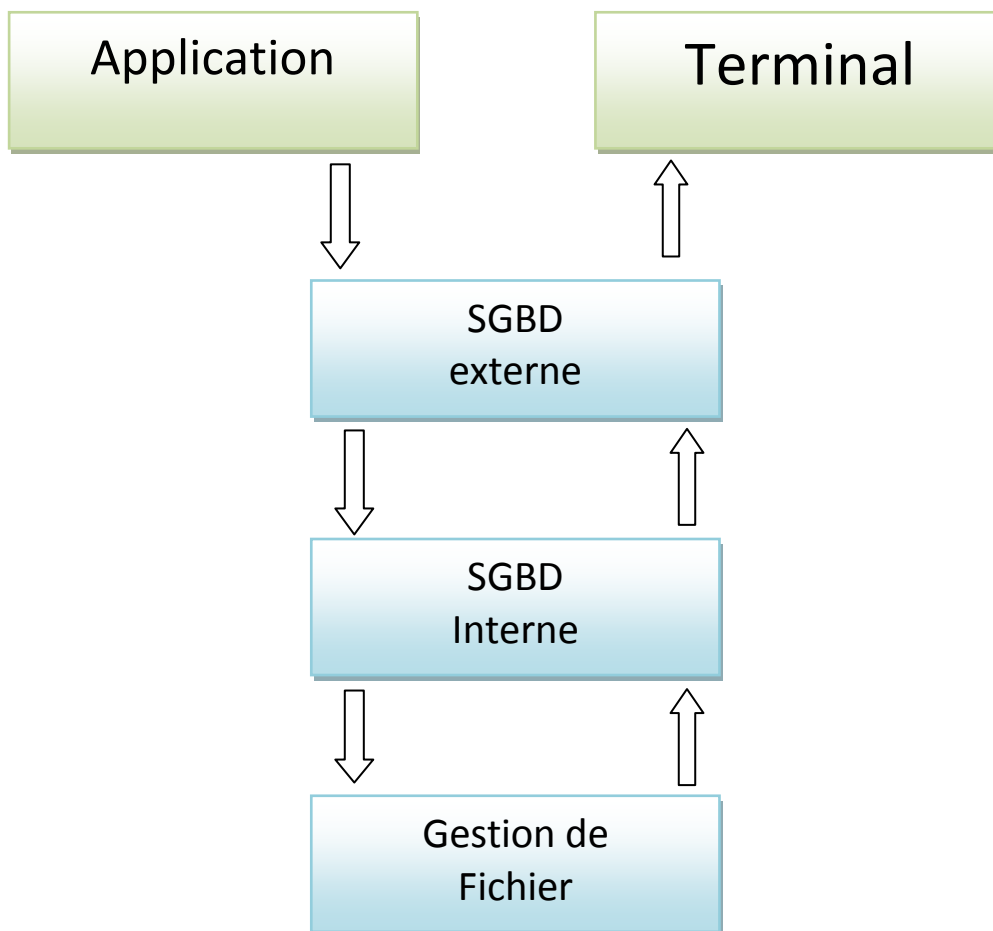 Application
Terminal
SGBD
externe
SGBD
Interne
Gestion de
Fichier